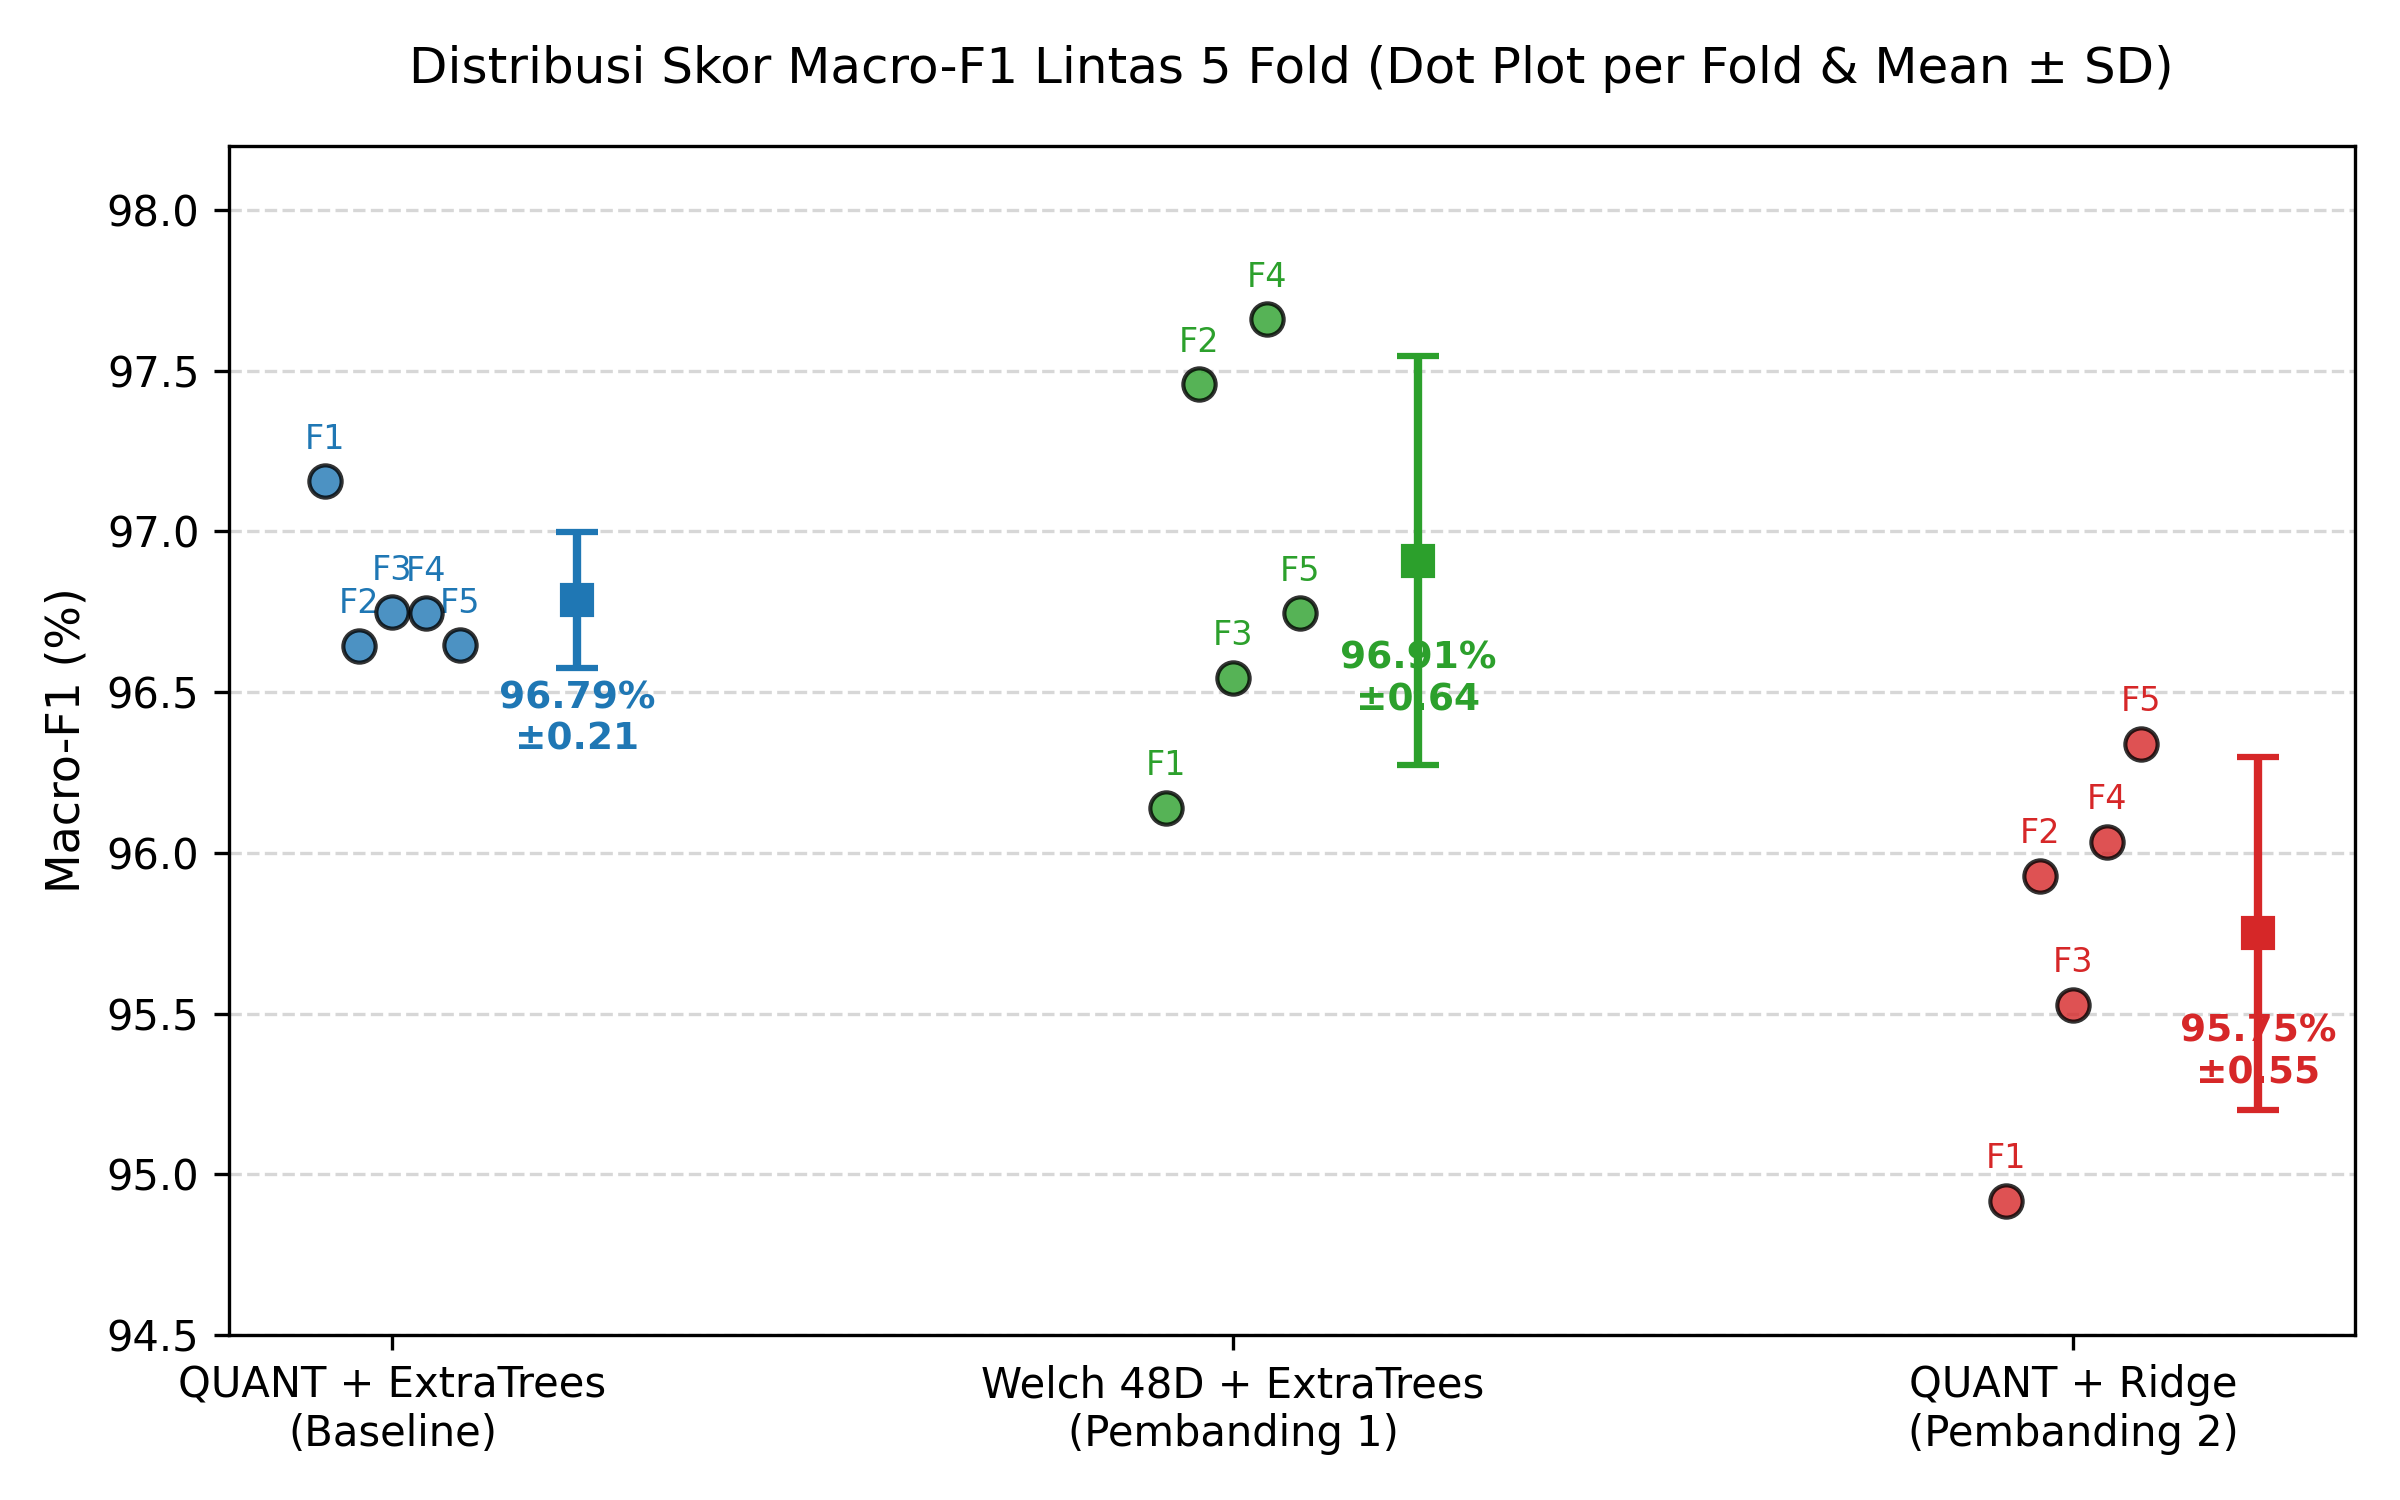 Distribusi Skor Macro-F1 Lintas 5 Fold (Dot Plot per Fold & Mean ± SD)
Macro-F1 (%)
98.0
97.5
97.0
96.5
96.0
95.5
95.0
94.5
F1
F2
F3
F4
F5
96.79%
±0.21
F1
F2
F3
F4
F5
96.91%
±0.64
F1
F2
F3
F4
F5
95.75%
±0.55
QUANT + ExtraTrees
(Baseline)
Welch 48D + ExtraTrees
(Pembanding 1)
QUANT + Ridge
(Pembanding 2)